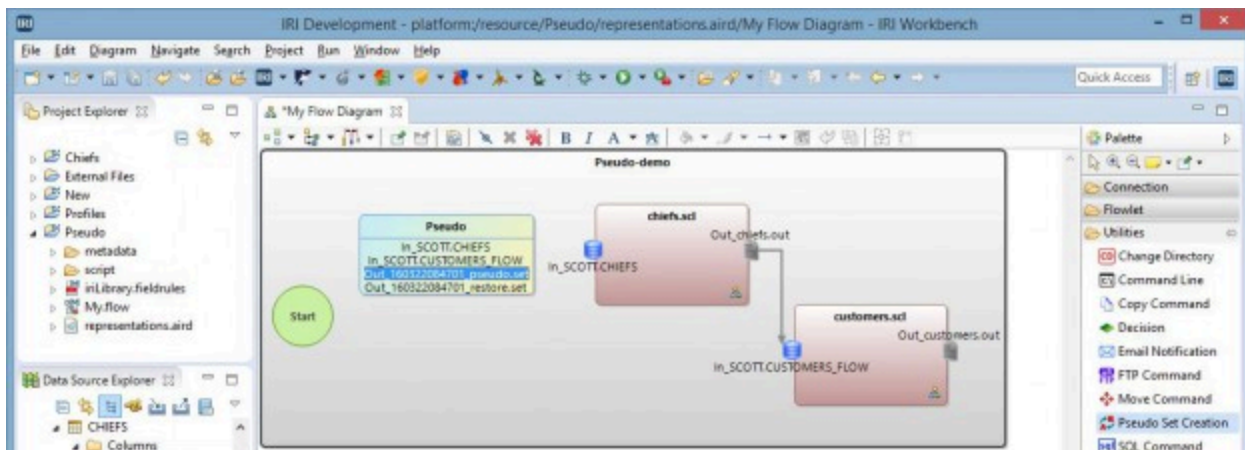 IRI Development - platform:/resource/Pseudo/representations.aird/My Flow Diagram - IRI Workbench
File Edit Diagram Navigate Search Project Run Window Help
Quick Access
Project Explorer
*My Flow Diagram
Palette
B I A
Chiefs
External Files
New
Profiles
Pseudo
metadata
script
iriLibrary.fieldrules
My.flow
representations.aird
Data Source Explorer
CHIEFS
Columns
Pseudo-demo
Start
Pseudo
In_SCOTT.CHIEFS
In_SCOTT.CUSTOMERS_FLOW
Out_160322084701_pseudo.set
Out_160322084701_restore.set
chiefs.scl
Out_chiefs.out
In_SCOTT.CHIEFS
customers.scl
Out_customers.out
In_SCOTT.CUSTOMERS_FLOW
Connection
Flowlet
Utilities
Change Directory
Command Line
Copy Command
Decision
Email Notification
FTP Command
Move Command
Pseudo Set Creation
SQL Command